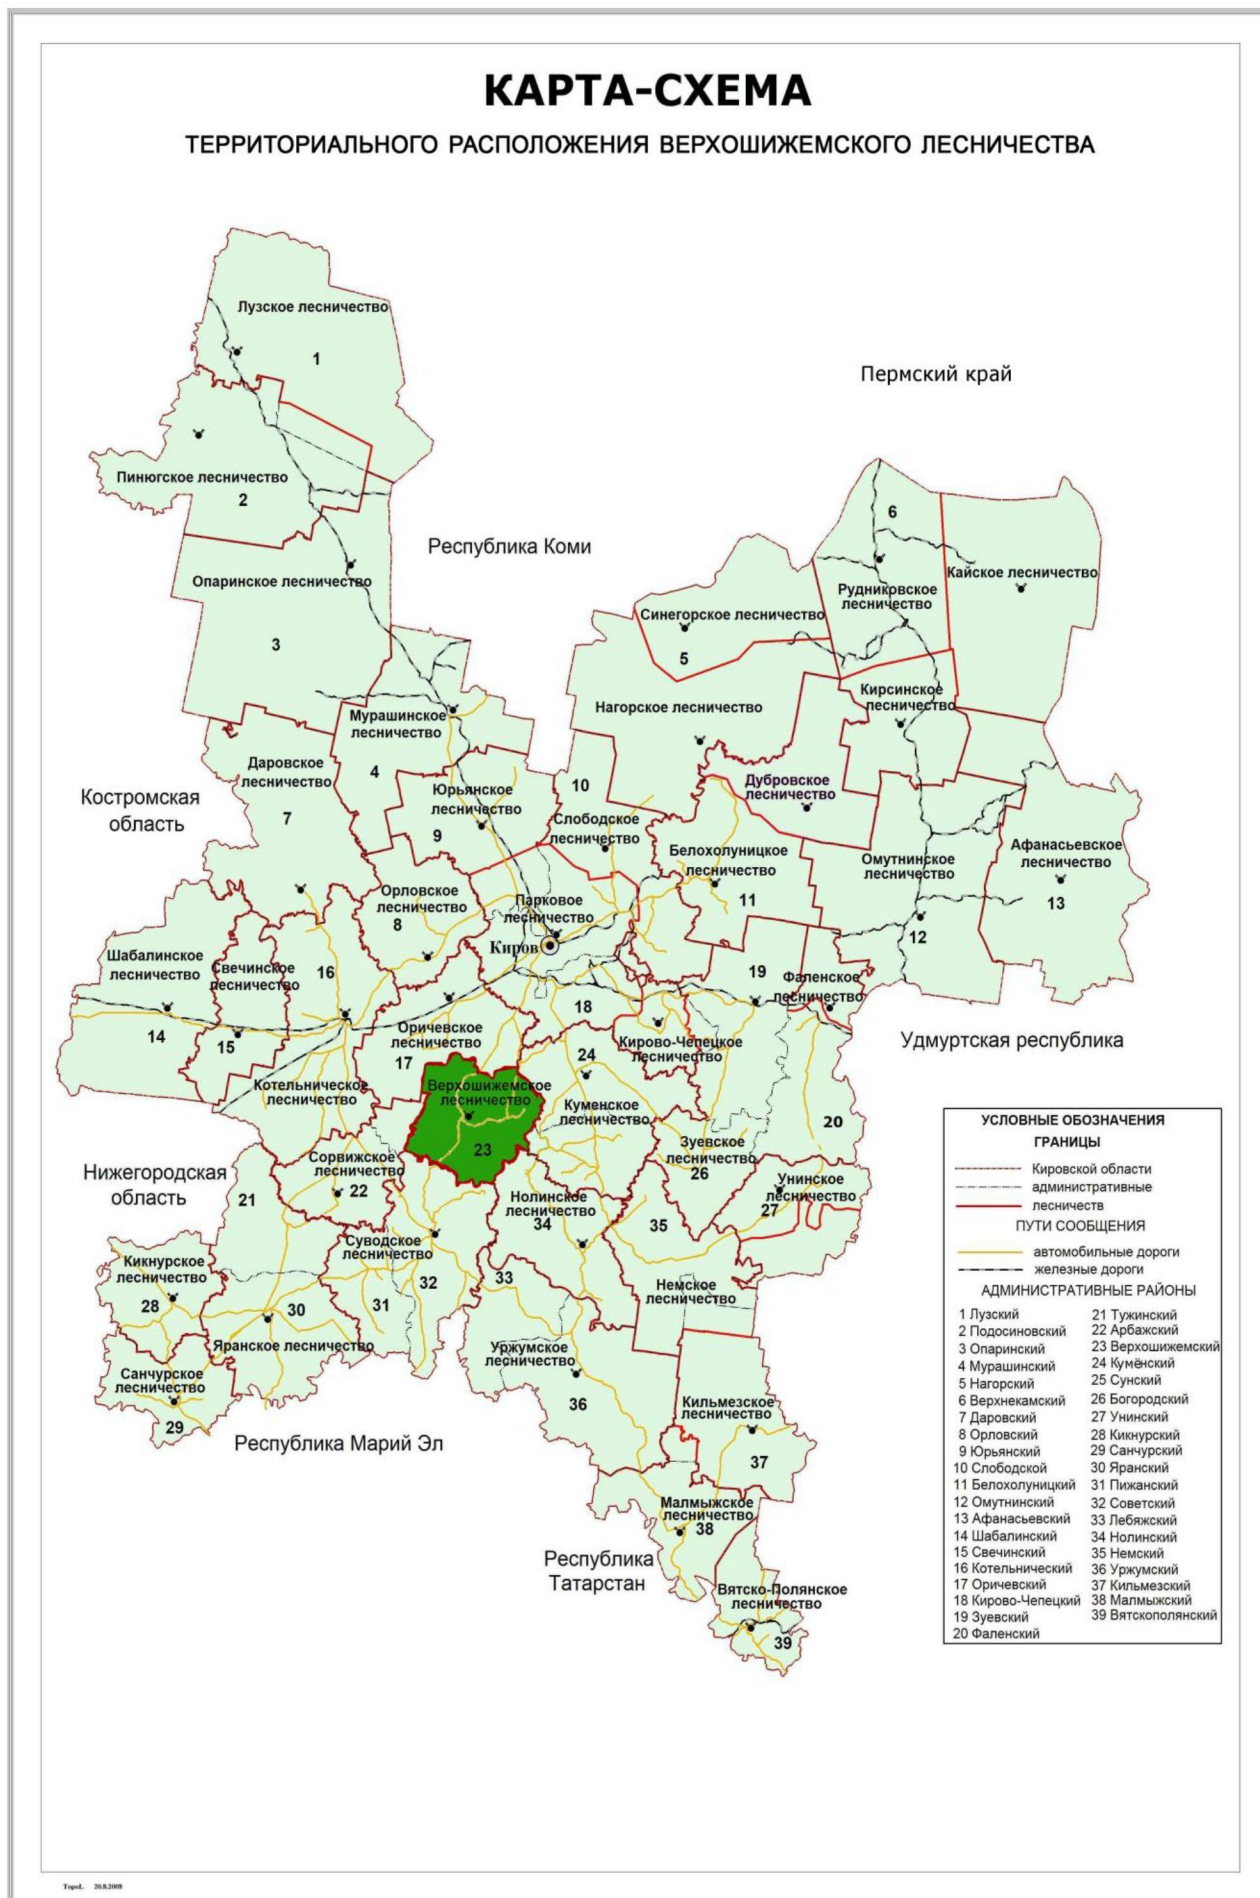 КАРТА-СХЕМА
ТЕРРИТОРИАЛЬНОГО РАСПОЛОЖЕНИЯ ВЕРХОШИЖЕМСКОГО ЛЕСНИЧЕСТВА
Лузское лесничество
1
Пермский край
Пинюгское лесничество
2
Республика Коми
6
Опаринское лесничество
3
Кайское лесничество
Рудниковское
лесничество
Синегорское лесничество
5
Кирсинское
лесничество
Нагорское лесничество
Мурашинское
лесничество
4
Даровское
лесничество
7
Костромская
область
Юрьянское
лесничество
9
10
Слободское
лесничество
Дубровское
лесничество
Белохолуницкое
лесничество
11
Омутнинское
лесничество
12
Афанасьевское
лесничество
13
Орловское
лесничество
8
Парковое
лесничество
Киров
Шабалинское
лесничество
14
Свечинское
лесничество
15
16
19
Фаленское
лесничество
18
Оричевское
лесничество
17
Кирово-Чепецкое
лесничество
Удмуртская республика
24
Куменское
лесничество
Котельническое
лесничество
Верхошижемское
лесничество
23
20
Зуевское
лесничество
26
Унинское
лесничество
27
Нижегородская
область
21
Сорвижское
лесничество
22
Нолинское
лесничество
34
35
Суводское
лесничество
32
31
33
Немское
лесничество
Кикнурское
лесничество
28
30
Яранское лесничество
Уржумское
лесничество
36
Санчурское
лесничество
29
Республика Марий Эл
Кильмезское
лесничество
37
Малмыжское
лесничество
38
Республика
Татарстан
Вятско-Полянское
лесничество
39
УСЛОВНЫЕ ОБОЗНАЧЕНИЯ
ГРАНИЦЫ
Кировской области
административные
лесничеств
ПУТИ СООБЩЕНИЯ
автомобильные дороги
железные дороги
АДМИНИСТРАТИВНЫЕ РАЙОНЫ
1 Лузский
2 Подосиновский
3 Опаринский
4 Мурашинский
5 Нагорский
6 Верхнекамский
7 Даровский
8 Орловский
9 Юрьянский
10 Слободской
11 Белохолуницкий
12 Омутнинский
13 Афанасьевский
14 Шабалинский
15 Свечинский
16 Котельнический
17 Оричевский
18 Кирово-Чепецкий
19 Зуевский
20 Фаленский
21 Тужинский
22 Арбажский
23 Верхошижемский
24 Кумёнский
25 Сунский
26 Богородский
27 Унинский
28 Кикнурский
29 Санчурский
30 Яранский
31 Пижанский
32 Советский
33 Лебяжский
34 Нолинский
35 Немский
36 Уржумский
37 Кильмезский
38 Малмыжский
39 Вятскополянский
TopoL 20.8.2008